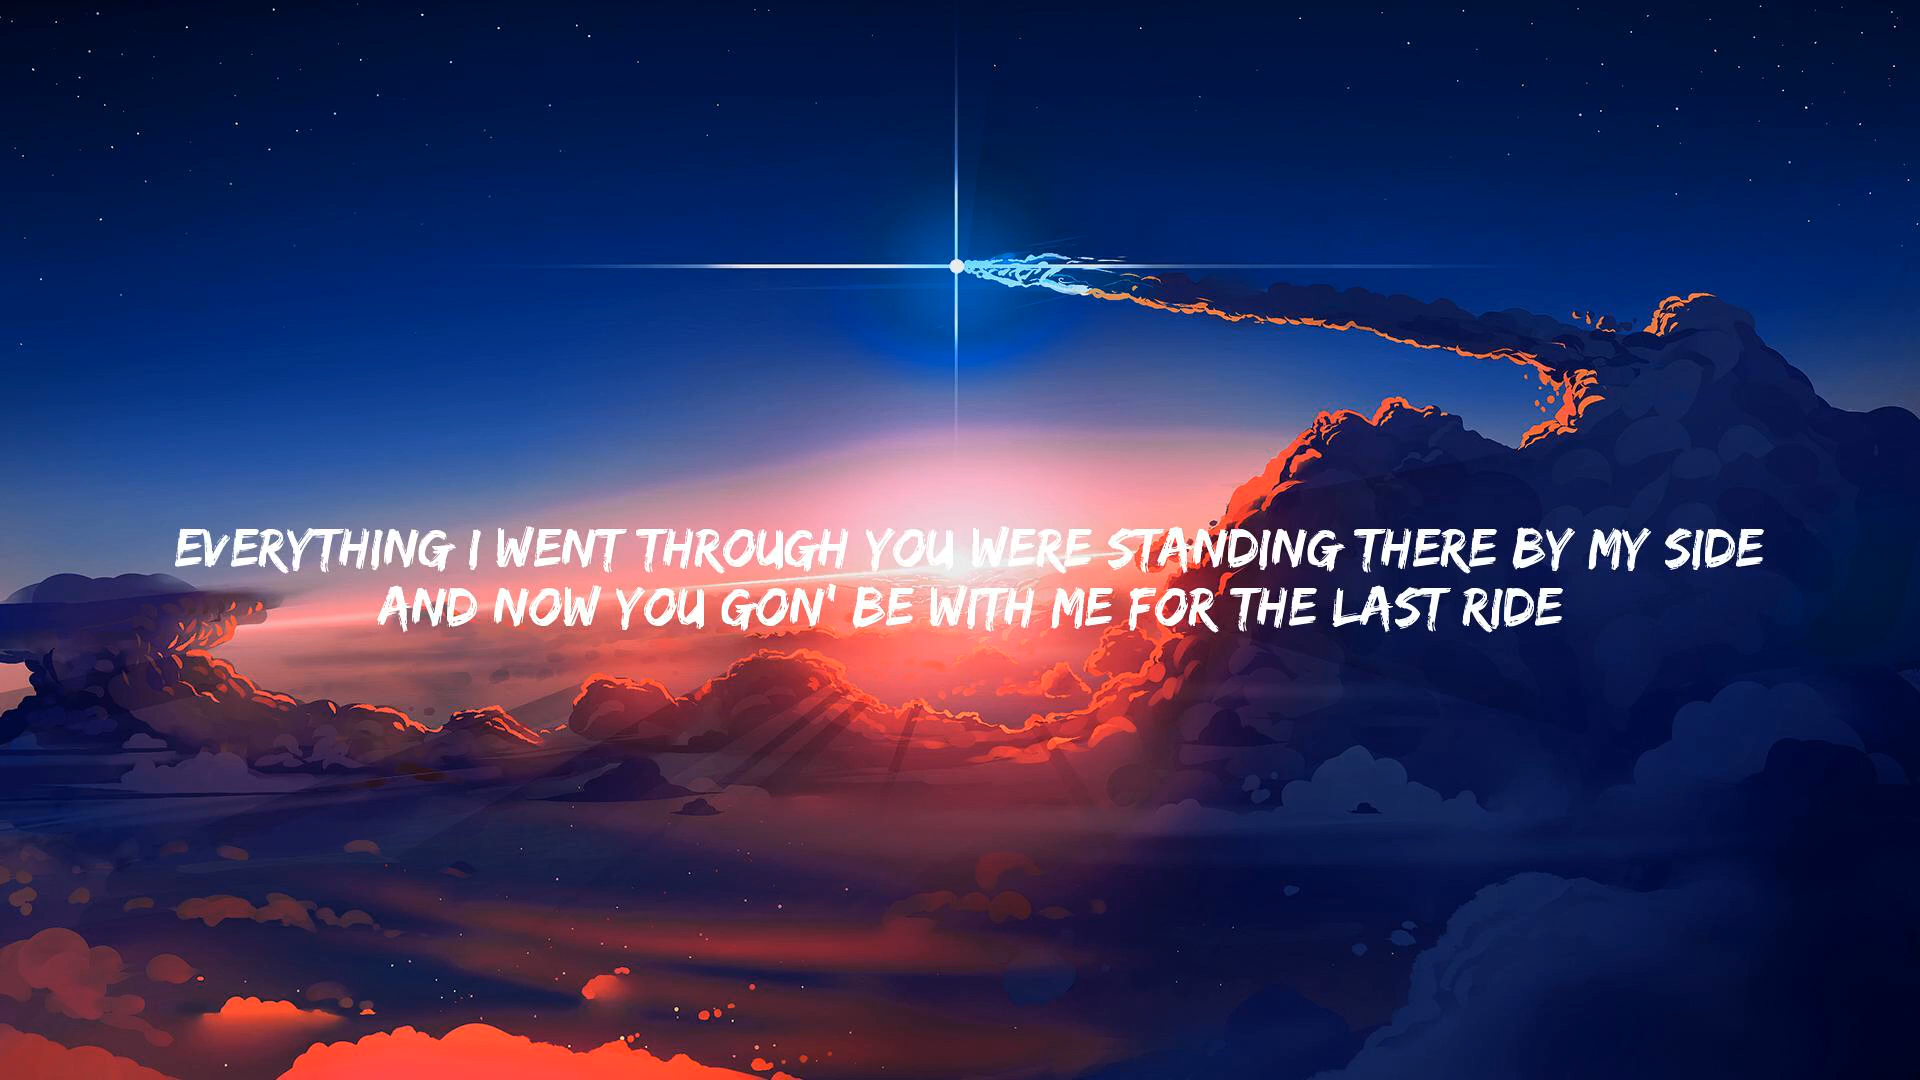 EVERYTHING I WENT THROUGH YOU WERE STANDING THERE BY MY SIDE
AND NOW YOU GON' BE WITH ME FOR THE LAST RIDE